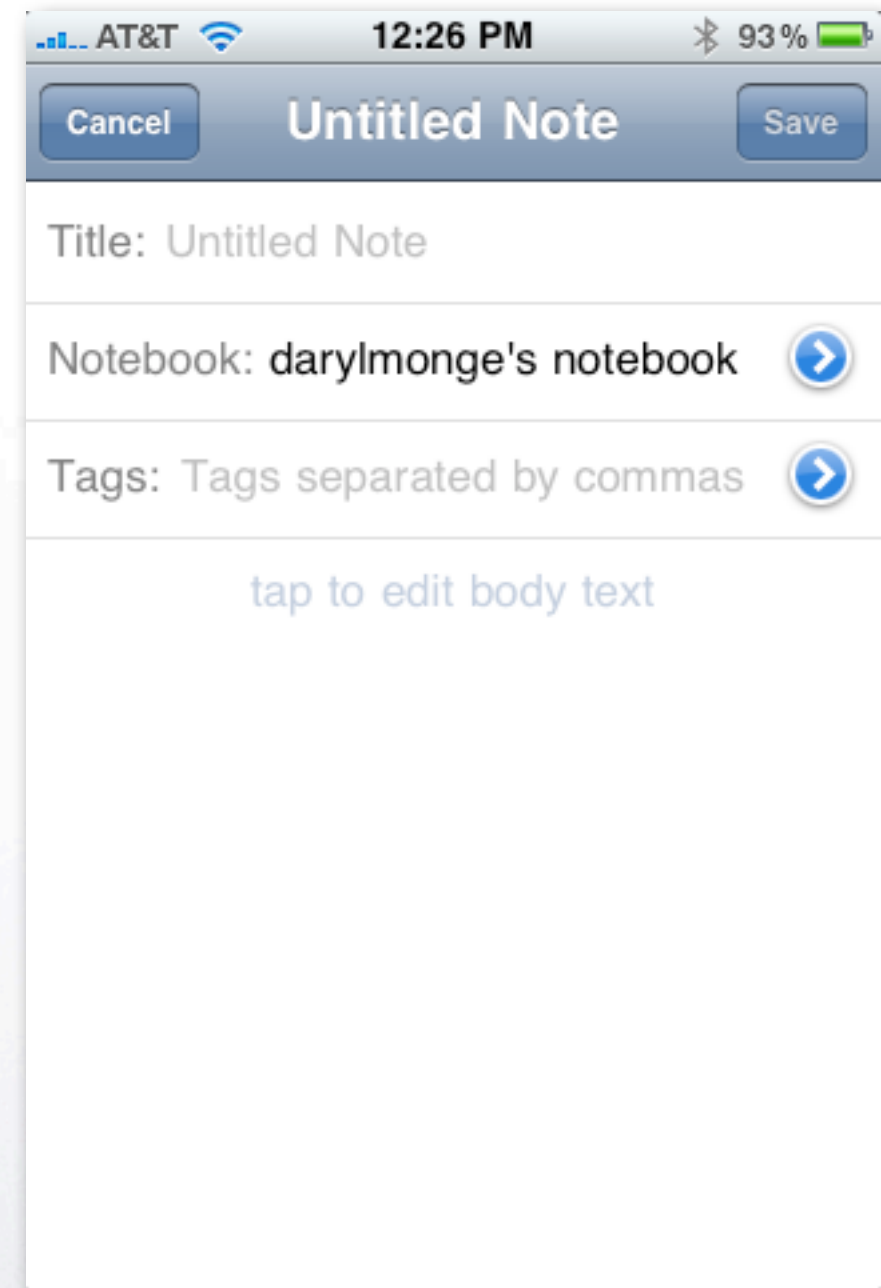 AT&T 12:26 PM 93%
Cancel Untitled Note Save
Title: Untitled Note
Notebook: darylmonge's notebook
Tags: Tags separated by commas
tap to edit body text